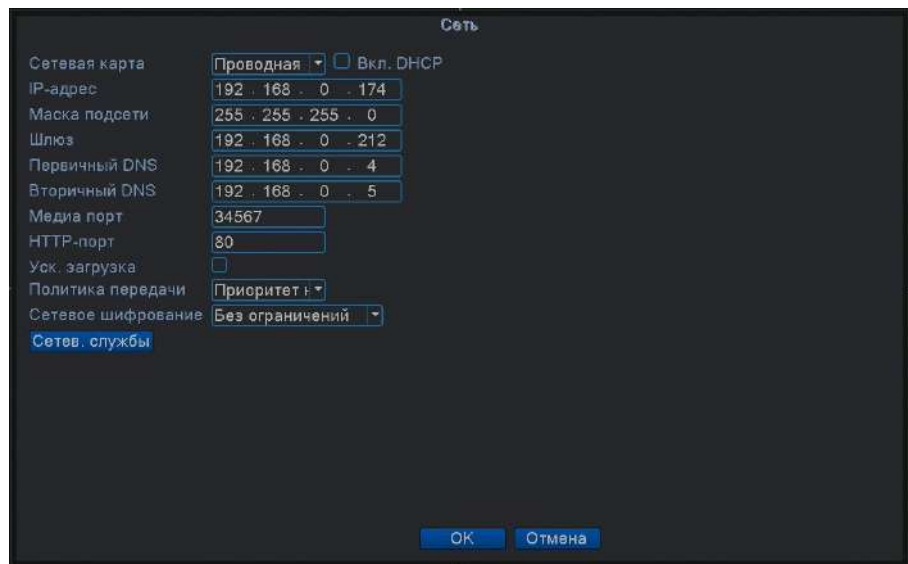 Сеть
Сетевая карта Проводная Вкл. DHCP
IP-адрес 192 . 168 . 0 . 174
Маска подсети 255 . 255 . 255 . 0
Шлюз 192 . 168 . 0 . 212
Первичный DNS 192 . 168 . 0 . 4
Вторичный DNS 192 . 168 . 0 . 5
Медиа порт 34567
HTTP-порт 80
Уск. загрузка
Политика передачи Приоритет
Сетевое шифрование Без ограничений
Сетев. службы
OK Отмена